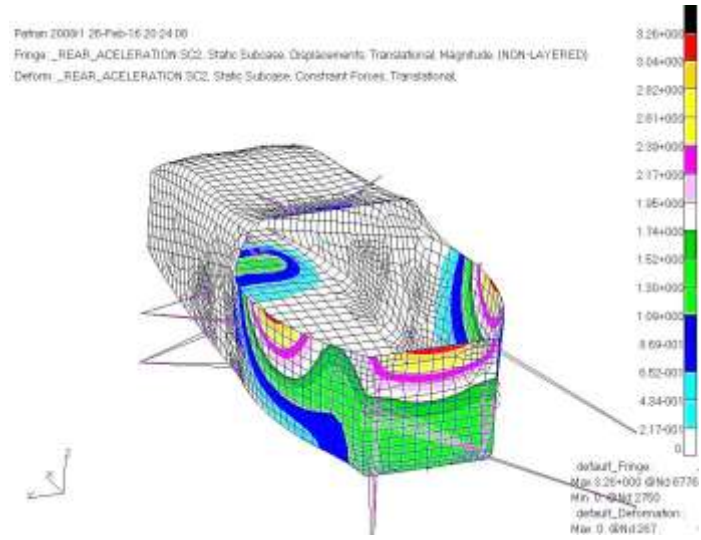 Patran 2008r1 26-Feb-16 20:24:08
Fringe: _REAR_ACELERATION.SC2, Static Subcase, Displacements, Translational, Magnitude, (NON-LAYERED)
Deform: _REAR_ACELERATION.SC2, Static Subcase, Constraint Forces, Translational,
3.26+000
3.04+000
2.82+000
2.61+000
2.39+000
2.17+000
1.95+000
1.74+000
1.52+000
1.30+000
1.09+000
8.69-001
6.52-001
4.34-001
2.17-001
0.
default_Fringe :
Max 3.26+000 @Nd 6776
Min 0. @Nd 2750
default_Deformation :
Max 0. @Nd 267
Z
X
Y